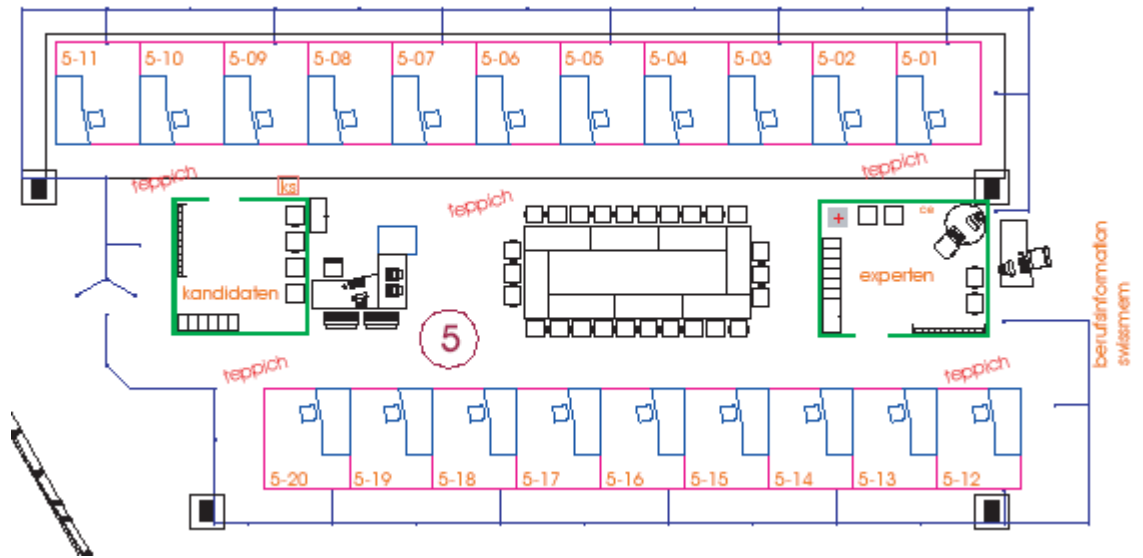 5-11 5-10 5-09 5-08 5-07 5-06 5-05 5-04 5-03 5-02 5-01
teppich
teppich
teppich
ks
+
ce
kandidaten
experten
berufsinformation
swissmem
5
teppich
teppich
5-20 5-19 5-18 5-17 5-16 5-15 5-14 5-13 5-12